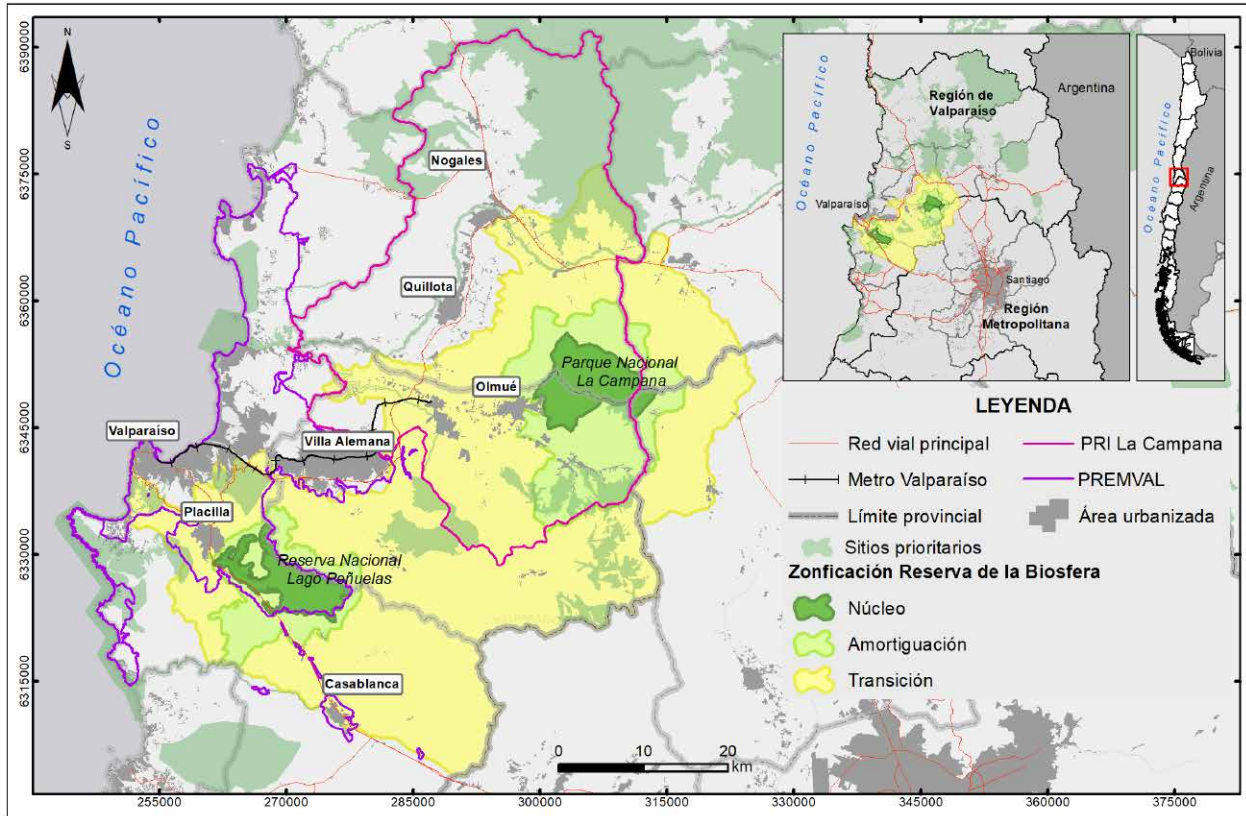 N
S
Océano Pacífico
Nogales
Quillota
Parque Nacional
La Campana
Olmué
Valparaíso
Villa Alemana
Placilla
Reserva Nacional
Lago Peñuelas
Casablanca
0 10 20
km
6390000
6375000
6360000
6345000
6330000
6315000
255000 270000 285000 300000 315000 330000 345000 360000 375000
Océano Pacífico
Región de
Valparaíso
Argentina
Valparaíso
Santiago
Región
Metropolitana
Océano Pacífico
Bolivia
Argentina
LEYENDA
Red vial principal
PRI La Campana
Metro Valparaíso
PREMVAL
Límite provincial
Área urbanizada
Sitios prioritarios
Zonficación Reserva de la Biosfera
Núcleo
Amortiguación
Transición